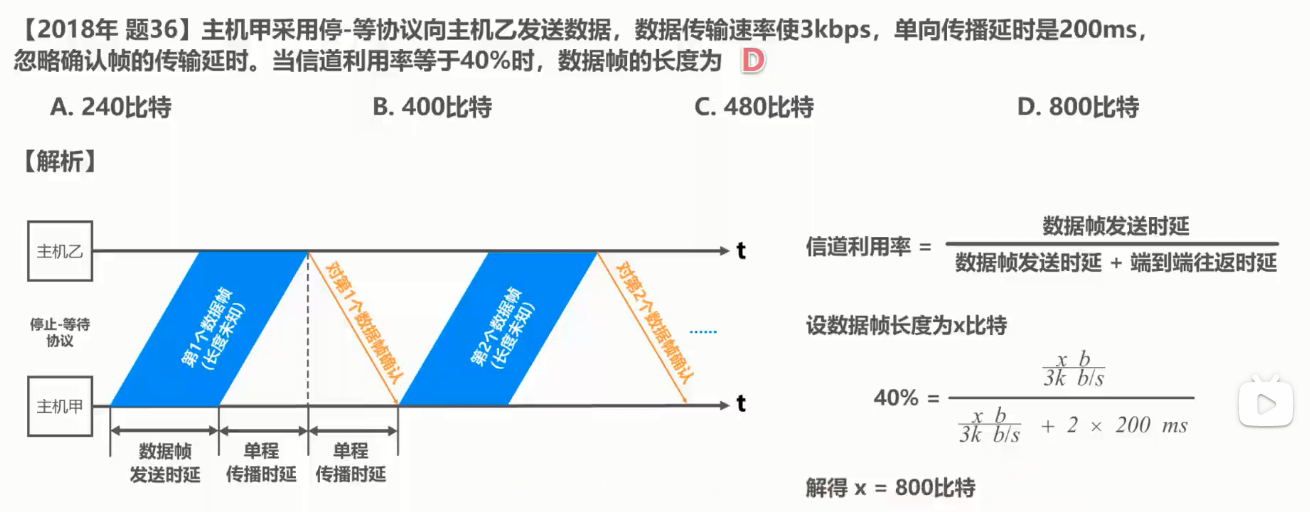 【2018年 题36】主机甲采用停-等协议向主机乙发送数据，数据传输速率使3kbps，单向传播延时是200ms，
忽略确认帧的传输延时。当信道利用率等于40%时，数据帧的长度为 D
A. 240比特 B. 400比特 C. 480比特 D. 800比特
【解析】
主机乙
t
第1个数据帧
(长度未知)
对第1个数据帧确认
第2个数据帧
(长度未知)
对第2个数据帧确认
......
停止-等待
协议
主机甲
t
数据帧
发送时延
单程
传播时延
单程
传播时延
信道利用率 =
数据帧发送时延
数据帧发送时延 + 端到端往返时延
设数据帧长度为x比特
40% =
x b
3k b/s
x b
3k b/s
+ 2 × 200 ms
解得 x = 800比特